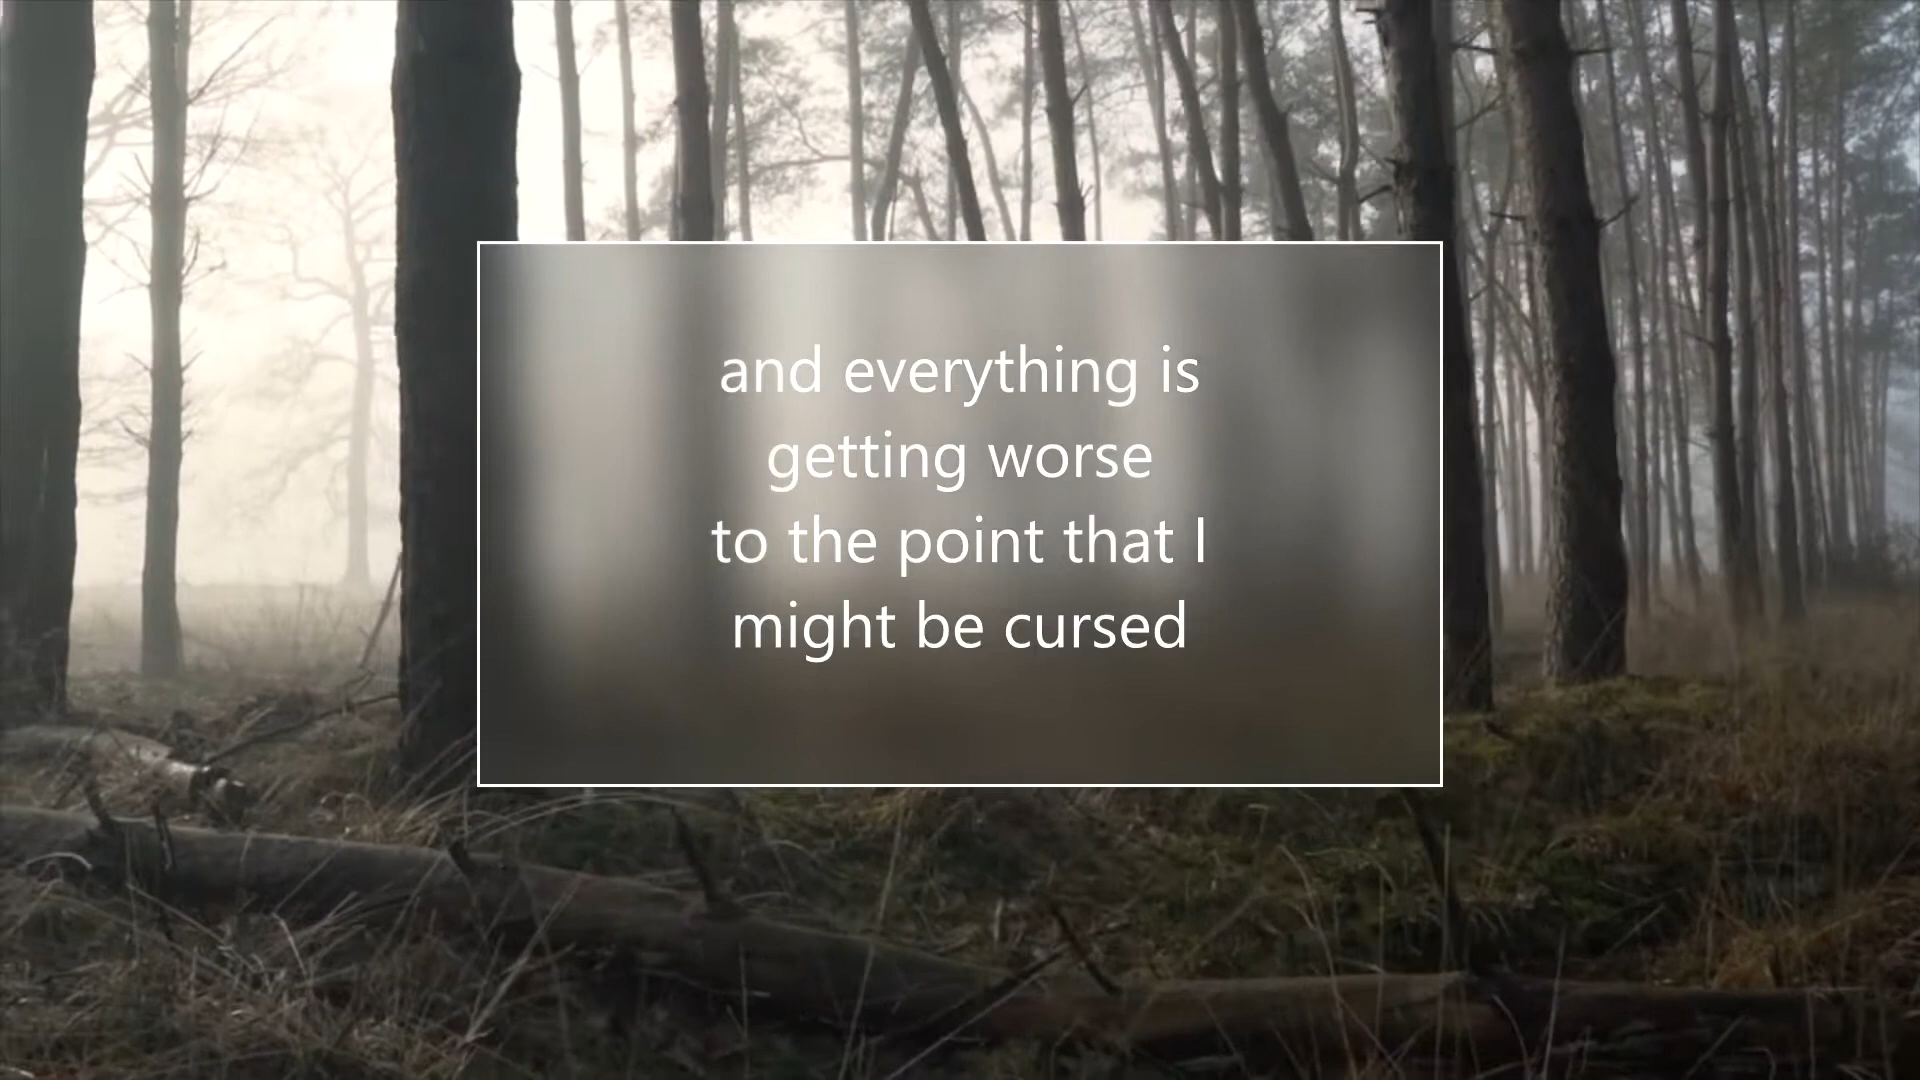 and everything is
getting worse
to the point that I
might be cursed